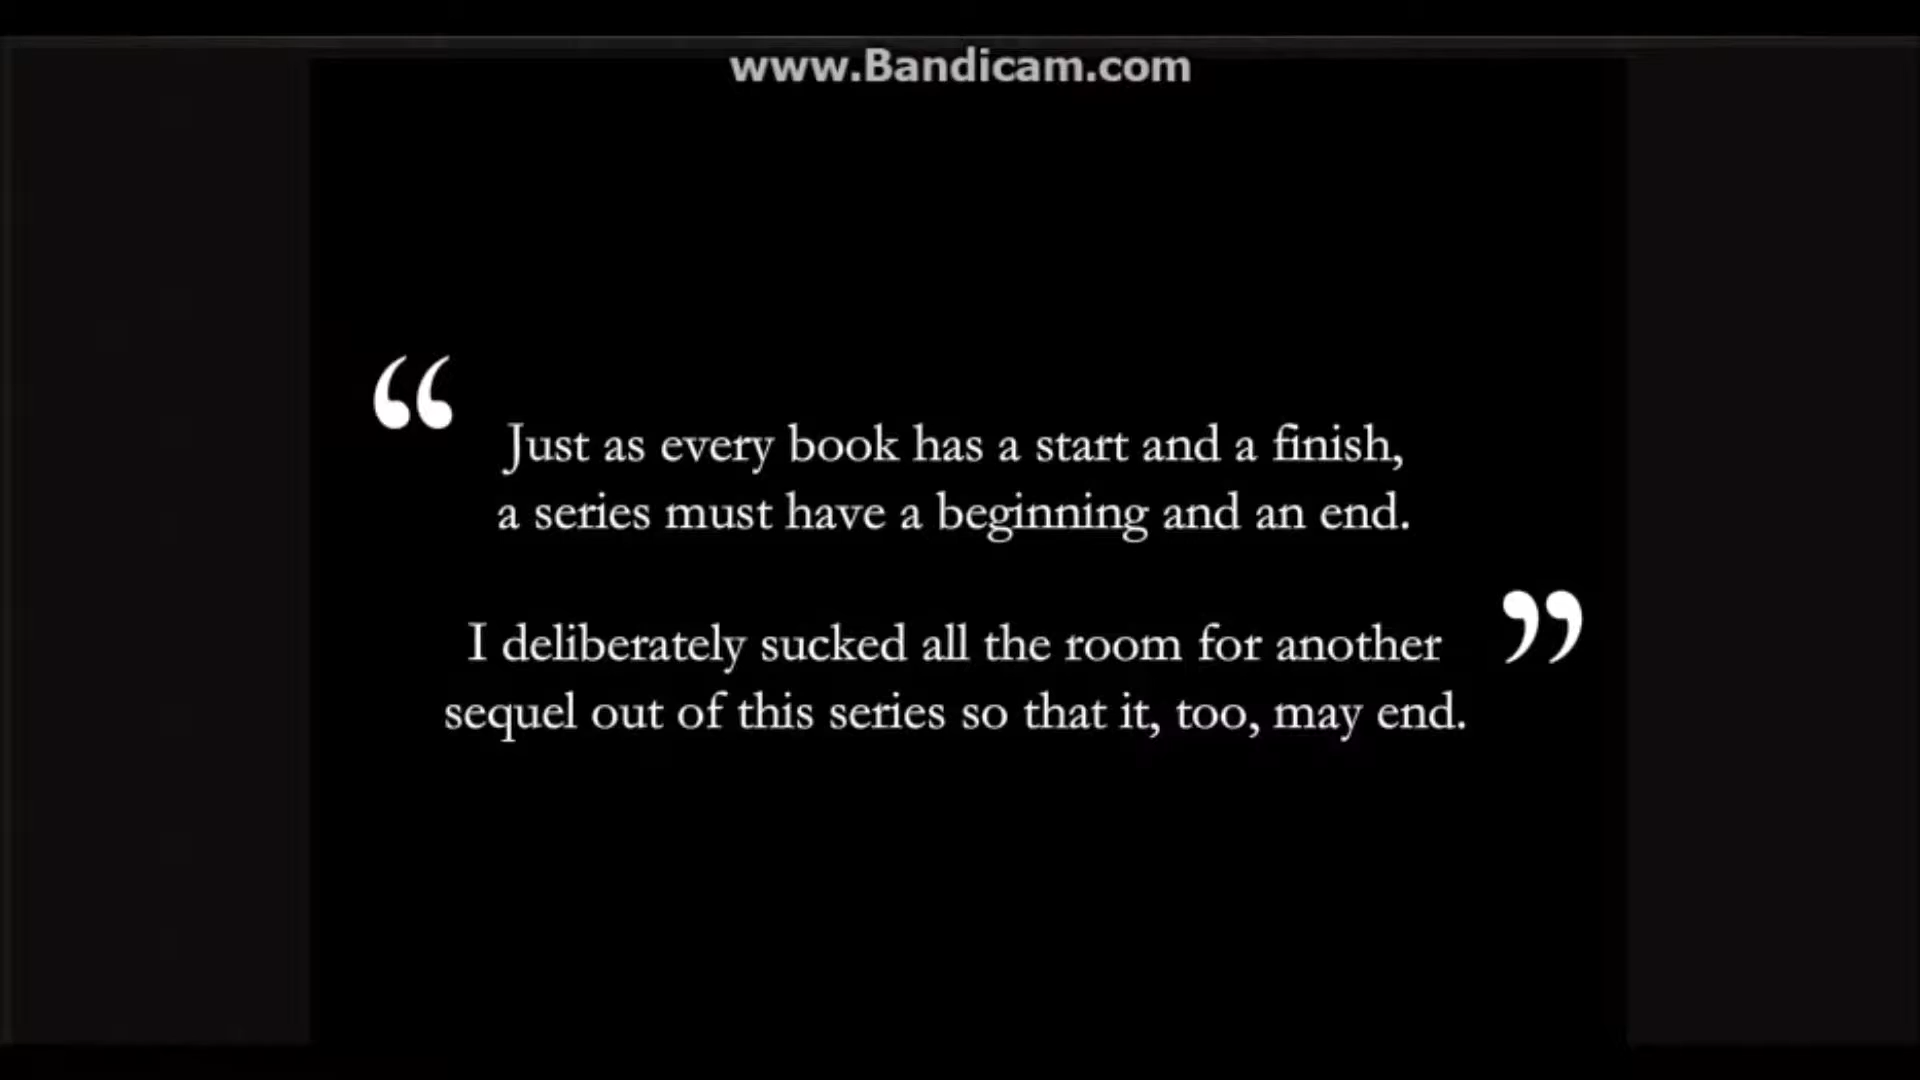 www.Bandicam.com
“
Just as every book has a start and a finish,
a series must have a beginning and an end.
I deliberately sucked all the room for another
sequel out of this series so that it, too, may end.
”